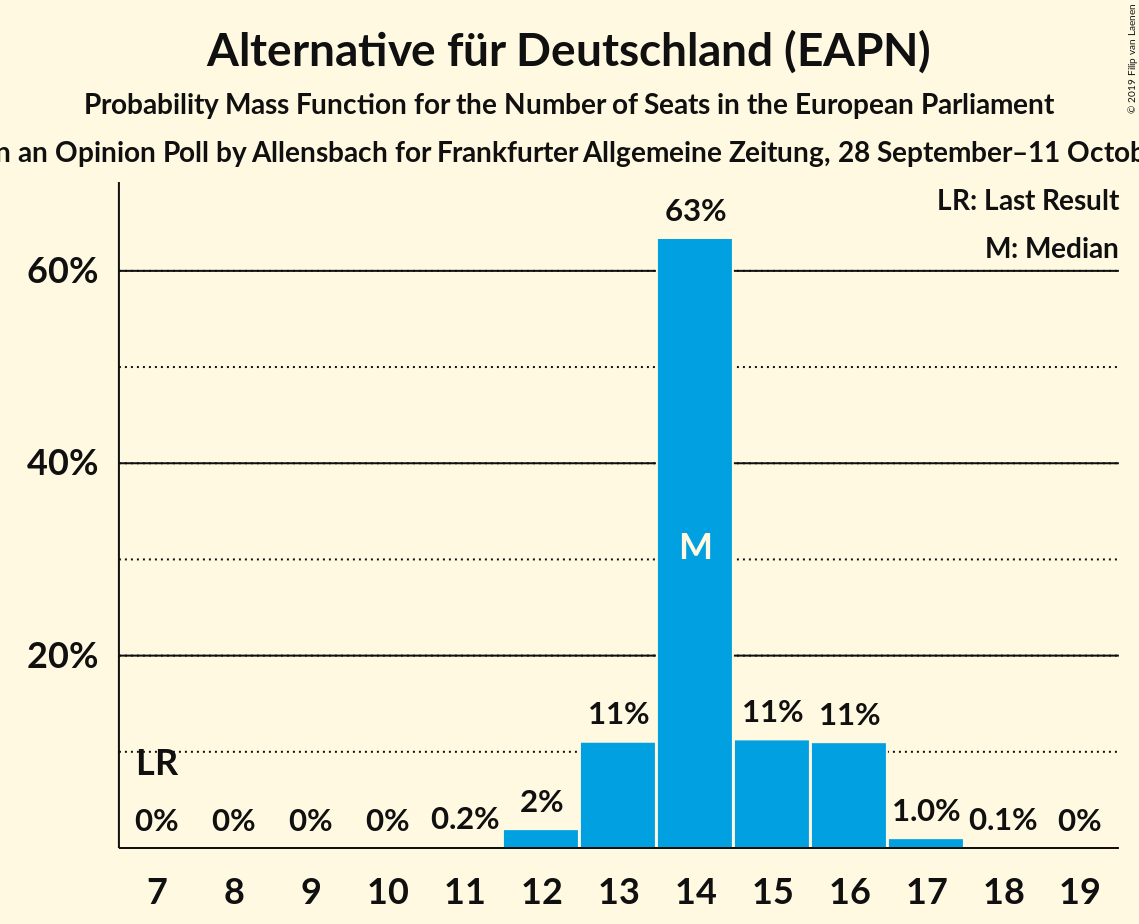 Alternative für Deutschland (EAPN)
Probability Mass Function for the Number of Seats in the European Parliament
an Opinion Poll by Allensbach for Frankfurter Allgemeine Zeitung, 28 September–11
© 2019 Filip van Laenen
LR: Last Result
M: Median
63%
60%
40%
M
20%
11%
11%
11%
LR
2%
1.0%
0% 0% 0% 0% 0.2% 0.1% 0%
7 8 9 10 11 12 13 14 15 16 17 18 19